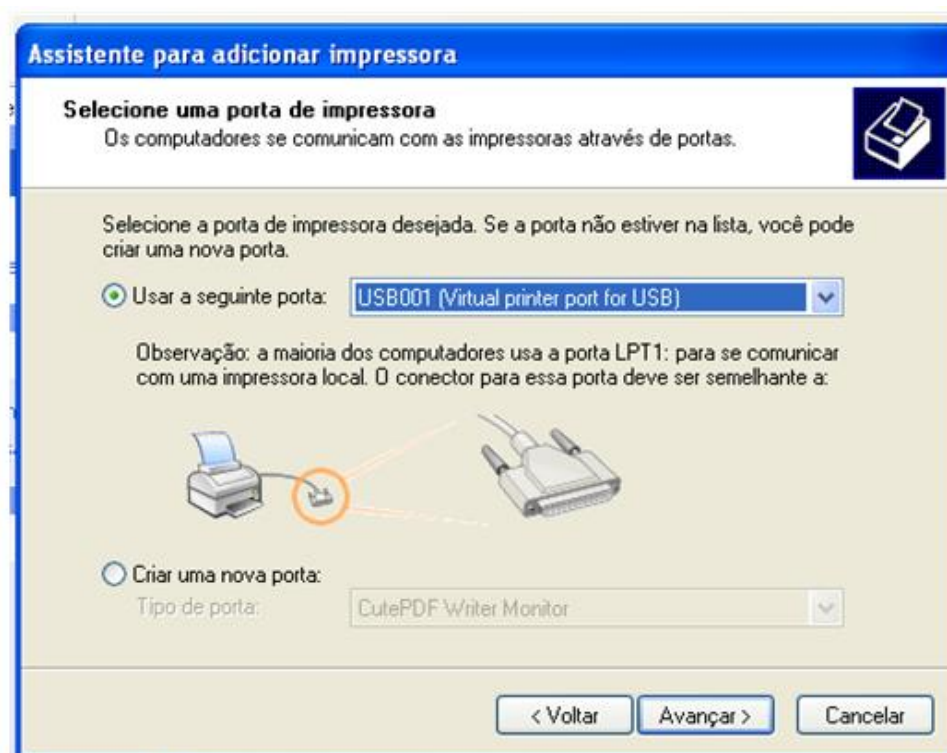 Assistente para adicionar impressora
Selecione uma porta de impressora
Os computadores se comunicam com as impressoras através de portas.
Selecione a porta de impressora desejada. Se a porta não estiver na lista, você pode
criar uma nova porta.
Usar a seguinte porta: USB001 (Virtual printer port for USB)
Observação: a maioria dos computadores usa a porta LPT1: para se comunicar
com uma impressora local. O conector para essa porta deve ser semelhante a:
Criar uma nova porta:
Tipo de porta: CutePDF Writer Monitor
< Voltar Avançar > Cancelar